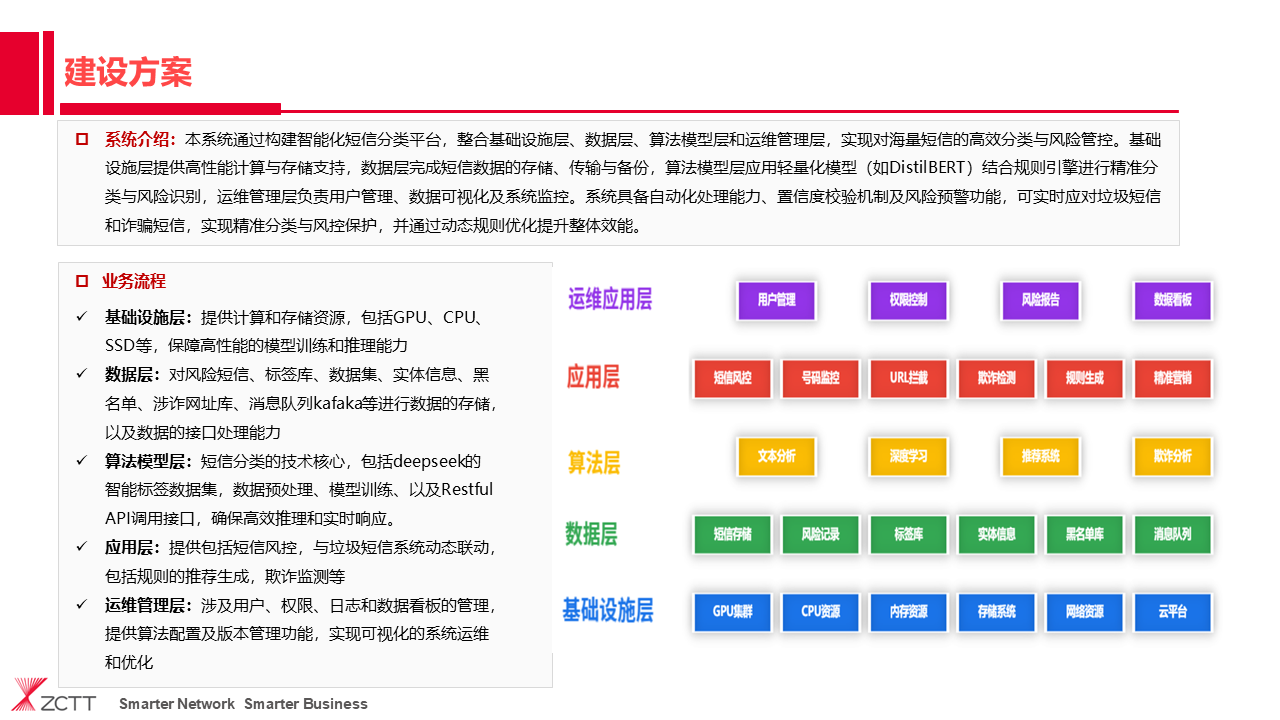 建设方案
系统介绍：本系统通过构建智能化短信分类平台，整合基础设施层、数据层、算法模型层和运维管理层，实现对海量短信的高效分类与风险管控。基础
设施层提供高性能计算与存储支持，数据层完成短信数据的存储、传输与备份，算法模型层应用轻量化模型（如DistilBERT）结合规则引擎进行精准分
类与风险识别，运维管理层负责用户管理、数据可视化及系统监控。系统具备自动化处理能力、置信度校验机制及风险预警功能，可实时应对垃圾短信
和诈骗短信，实现精准分类与风控保护，并通过动态规则优化提升整体效能。
业务流程
基础设施层：提供计算和存储资源，包括GPU、CPU、
SSD等，保障高性能的模型训练和推理能力
数据层：对风险短信、标签库、数据集、实体信息、黑
名单、涉诈网址库、消息队列kafaka等进行数据的存储，
以及数据的接口处理能力
算法模型层：短信分类的技术核心，包括deepseek的
智能标签数据集，数据预处理、模型训练、以及Restful
API调用接口，确保高效推理和实时响应。
应用层：提供包括短信风控，与垃圾短信系统动态联动，
包括规则的推荐生成，欺诈监测等
运维管理层：涉及用户、权限、日志和数据看板的管理，
提供算法配置及版本管理功能，实现可视化的系统运维
和优化
运维应用层 用户管理 权限控制 风险报告 数据看板
应用层 短信风控 号码监控 URL拦截 欺诈检测 规则生成 精准营销
算法层 文本分析 深度学习 推荐系统 欺诈分析
数据层 短信存储 风险记录 标签库 实体信息 黑名单库 消息队列
基础设施层 GPU集群 CPU资源 内存资源 存储系统 网络资源 云平台
ZCTT Smarter Network Smarter Business